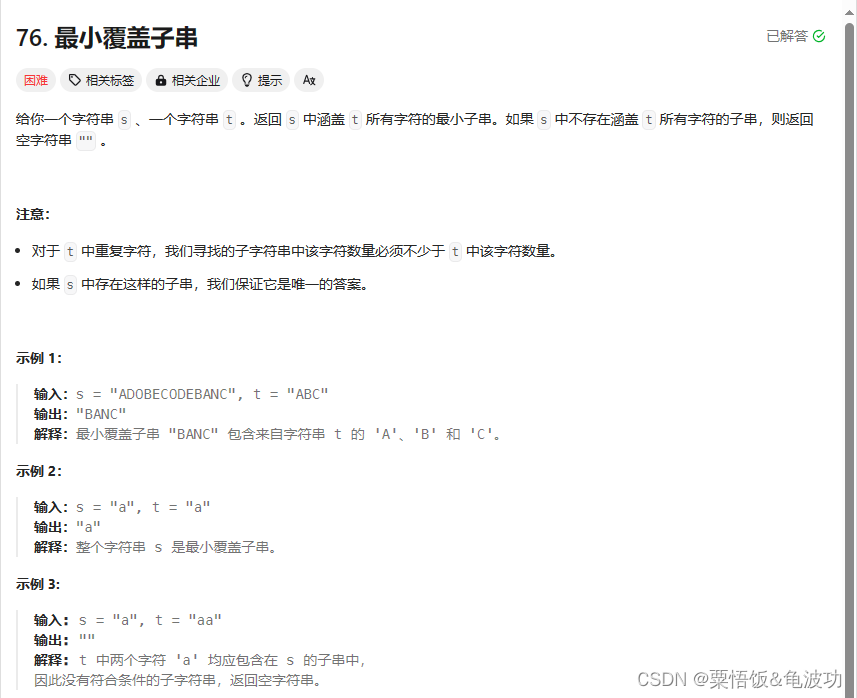 76. 最小覆盖子串
已解答
困难 相关标签 相关企业 提示 Ax
给你一个字符串 s 、一个字符串 t 。返回 s 中涵盖 t 所有字符的最小子串。如果 s 中不存在涵盖 t 所有字符的子串，则返回
空字符串 "" 。
注意：
对于 t 中重复字符，我们寻找的子字符串中该字符数量必须不少于 t 中该字符数量。
如果 s 中存在这样的子串，我们保证它是唯一的答案。
示例 1：
输入：s = "ADOBECODEBANC", t = "ABC"
输出："BANC"
解释：最小覆盖子串 "BANC" 包含来自字符串 t 的 'A'、'B' 和 'C'。
示例 2：
输入：s = "a", t = "a"
输出："a"
解释：整个字符串 s 是最小覆盖子串。
示例 3:
输入: s = "a", t = "aa"
输出: ""
解释: t 中两个字符 'a' 均应包含在 s 的子串中，
因此没有符合条件的子字符串，返回空字符串。
CSDN @粟悟饭&龟波功